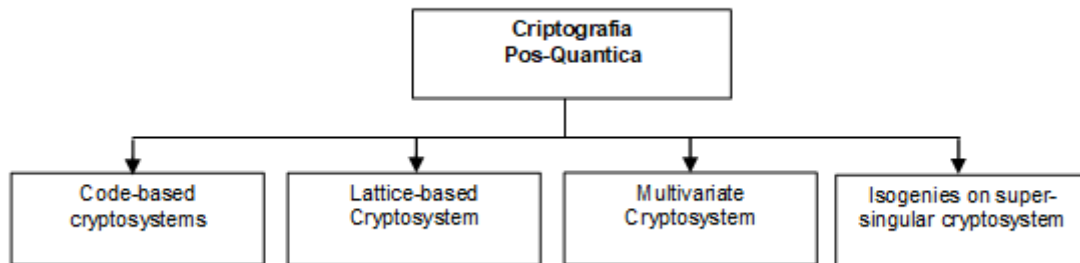 Criptografia
Pos-Quantica
Code-based
cryptosystems
Lattice-based
Cryptosystem
Multivariate
Cryptosystem
Isogenies on super-
singular cryptosystem